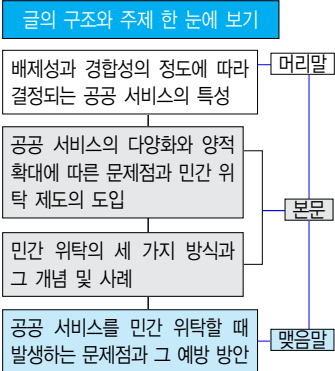 글의 구조와 주제 한 눈에 보기
배제성과 경합성의 정도에 따라
결정되는 공공 서비스의 특성
머리말
공공 서비스의 다양화와 양적
확대에 따른 문제점과 민간 위
탁 제도의 도입
본문
민간 위탁의 세 가지 방식과
그 개념 및 사례
공공 서비스를 민간 위탁할 때
발생하는 문제점과 그 예방 방안
맺음말